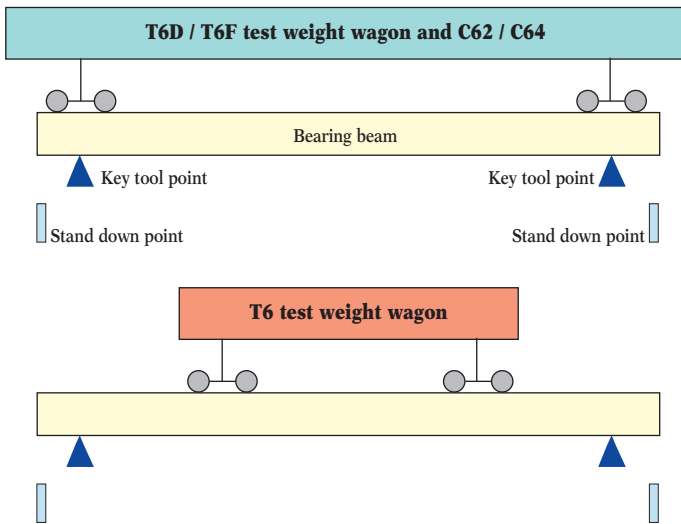 T6D / T6F test weight wagon and C62 / C64
Bearing beam
Key tool point
Key tool point
Stand down point
Stand down point
T6 test weight wagon